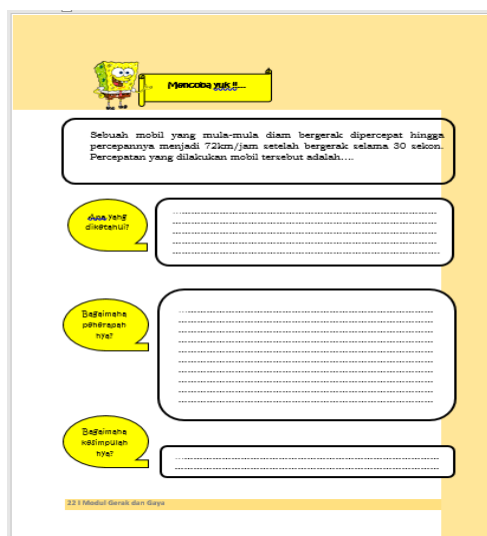 Mencoba yuk !!....
Sebuah mobil yang mula-mula diam bergerak dipercepat hingga
percepannya menjadi 72km/jam setelah bergerak selama 30 sekon.
Percepatan yang dilakukan mobil tersebut adalah....
yang
diketahui?
Bagaimana
penerapan
nya?
Bagaimana
kesimpulan
nya?
22 I Modul Gerak dan Gaya